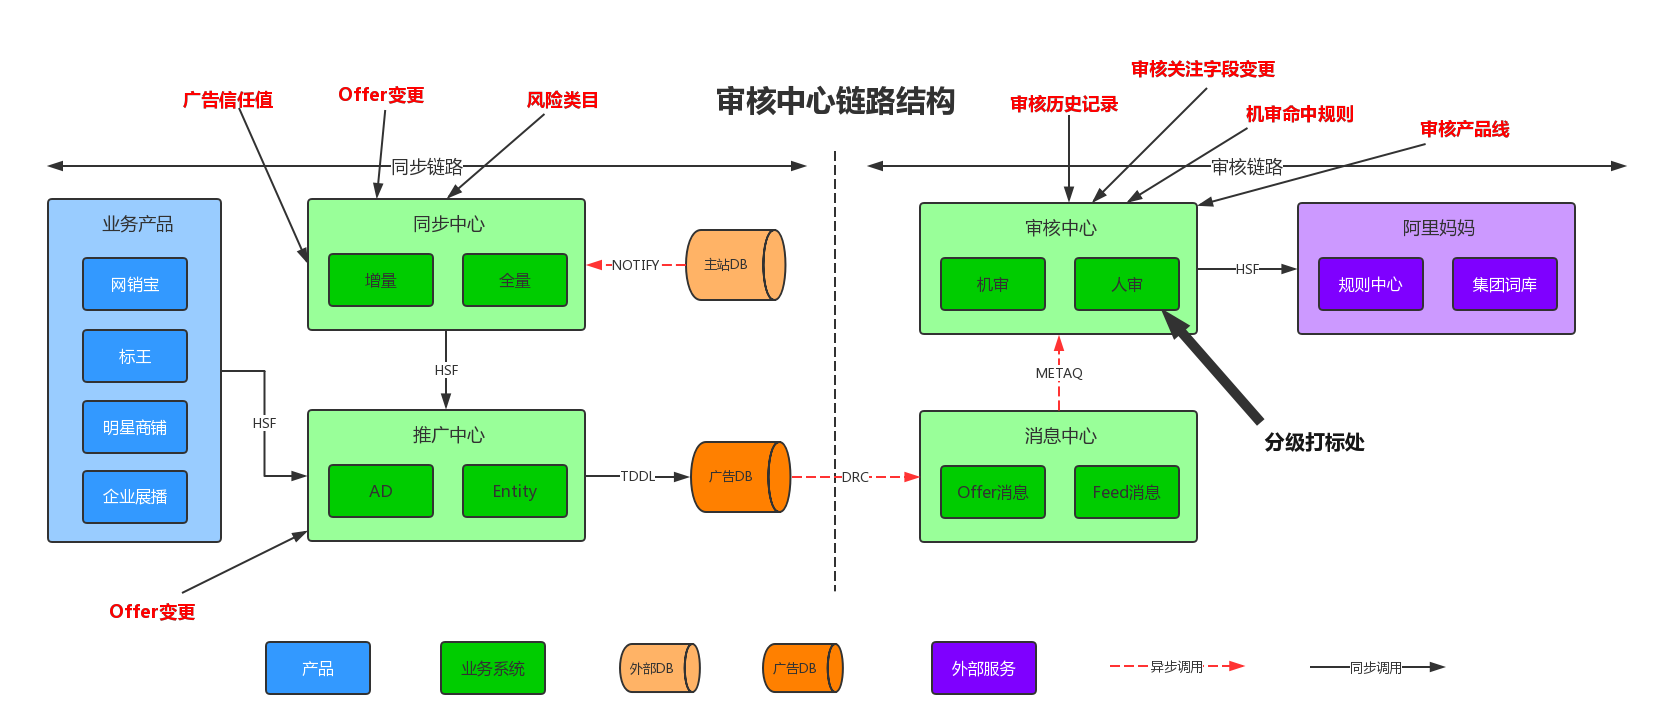 审核中心链路结构
广告信任值
Offer变更
风险类目
审核关注字段变更
审核历史记录
机审命中规则
审核产品线
同步链路
审核链路
业务产品
网销宝
标王
明星商铺
企业展播
同步中心
增量
全量
NOTIFY
主站DB
HSF
HSF
推广中心
AD
Entity
TDDL
广告DB
DRC
Offer变更
审核中心
机审
人审
HSF
阿里妈妈
规则中心
集团词库
METAQ
分级打标处
消息中心
Offer消息
Feed消息
产品
业务系统
外部DB
广告DB
外部服务
异步调用
同步调用